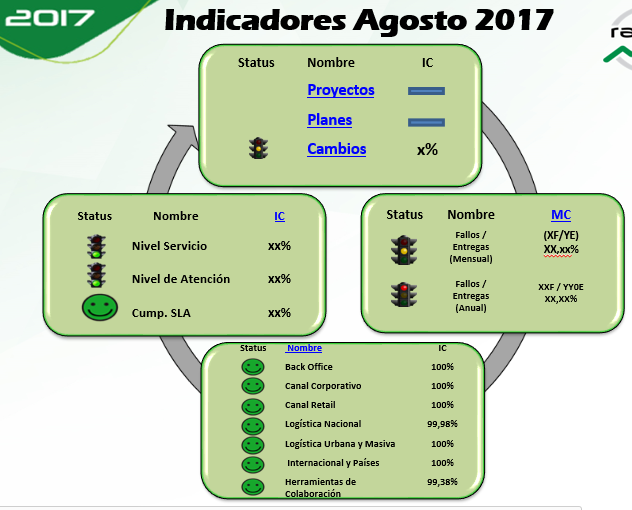 2017
Indicadores Agosto 2017
ra
Status Nombre IC
Proyectos
Planes
Cambios x%
Status Nombre IC
Nivel Servicio xx%
Nivel de Atención xx%
Cump. SLA xx%
Status Nombre MC
Fallos /
Entregas
(Mensual)
(XF/YE)
XX,xx%
Fallos /
Entregas
(Anual)
XXF / YY0E
XX,XX%
Status Nombre IC
Back Office 100%
Canal Corporativo 100%
Canal Retail 100%
Logística Nacional 99,98%
Logística Urbana y Masiva 100%
Internacional y Países 100%
Herramientas de
Colaboración
99,38%